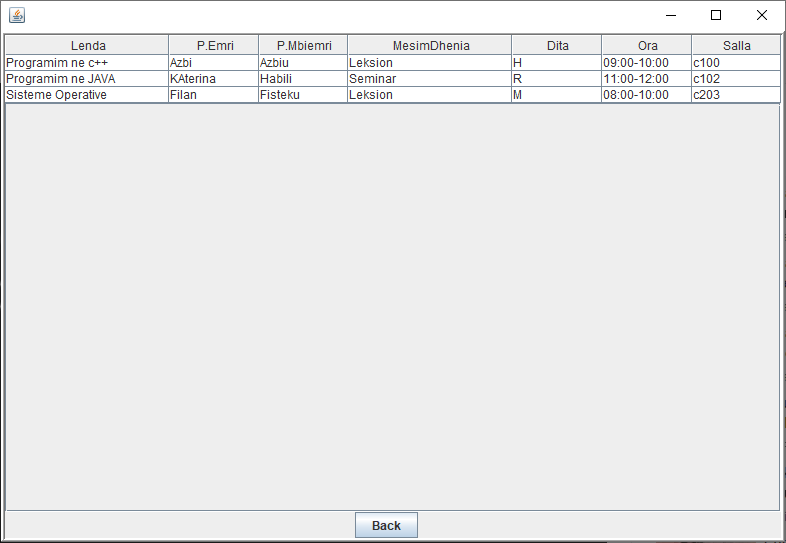 Lenda P.Emri P.Mbiemri MesimDhenia Dita Ora Salla
Programim ne c++ Azbi Azbiu Leksion H 09:00-10:00 c100
Programim ne JAVA KAterina Habili Seminar R 11:00-12:00 c102
Sisteme Operative Filan Fisteku Leksion M 08:00-10:00 c203
Back